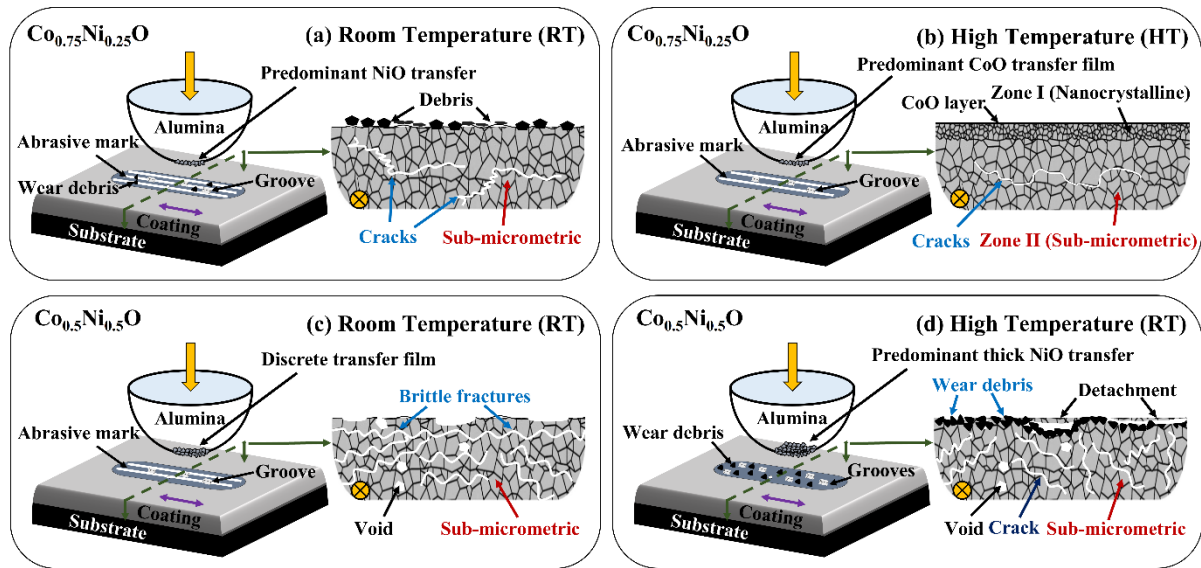 Co0.75Ni0.25O
(a) Room Temperature (RT)
Predominant NiO transfer
Debris
Alumina
Abrasive mark
Wear debris
Groove
Coating
Substrate
Cracks
Sub-micrometric
Co0.75Ni0.25O
(b) High Temperature (HT)
Predominant CoO transfer film
Zone I (Nanocrystalline)
CoO layer
Alumina
Abrasive mark
Groove
Coating
Substrate
Cracks
Zone II (Sub-micrometric)
Co0.5Ni0.5O
(c) Room Temperature (RT)
Discrete transfer film
Brittle fractures
Alumina
Abrasive mark
Groove
Coating
Substrate
Void
Sub-micrometric
Co0.5Ni0.5O
(d) High Temperature (RT)
Predominant thick NiO transfer
Wear debris
Detachment
Alumina
Wear debris
Grooves
Coating
Substrate
Void
Crack
Sub-micrometric